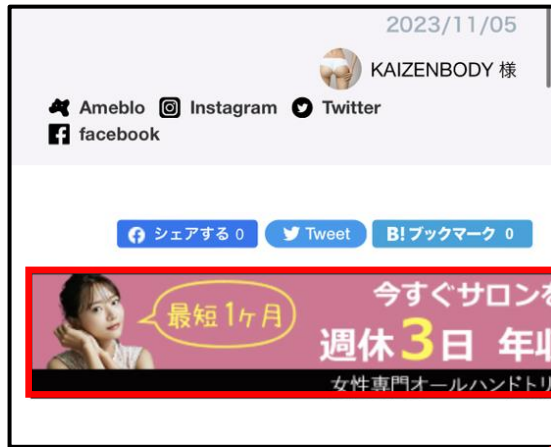 2023/11/05
KAIZENBODY 様
Ameblo Instagram Twitter
facebook
シェアする 0 Tweet B! ブックマーク 0
最短1ヶ月
今すぐサロンを
週休3日 年収
女性専門オールハンドトリ